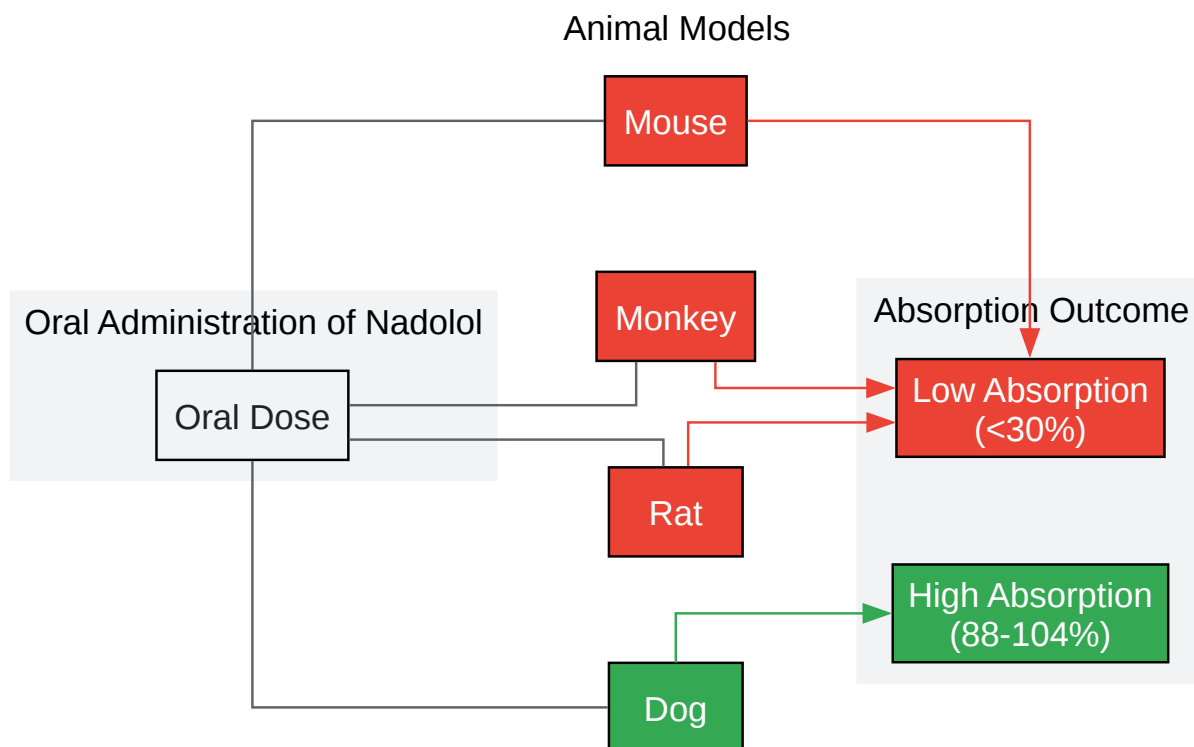 Animal Models
Mouse
Oral Administration of Nadolol
Oral Dose
Monkey
Rat
Dog
Absorption Outcome
Low Absorption
(<30%)
High Absorption
(88-104%)